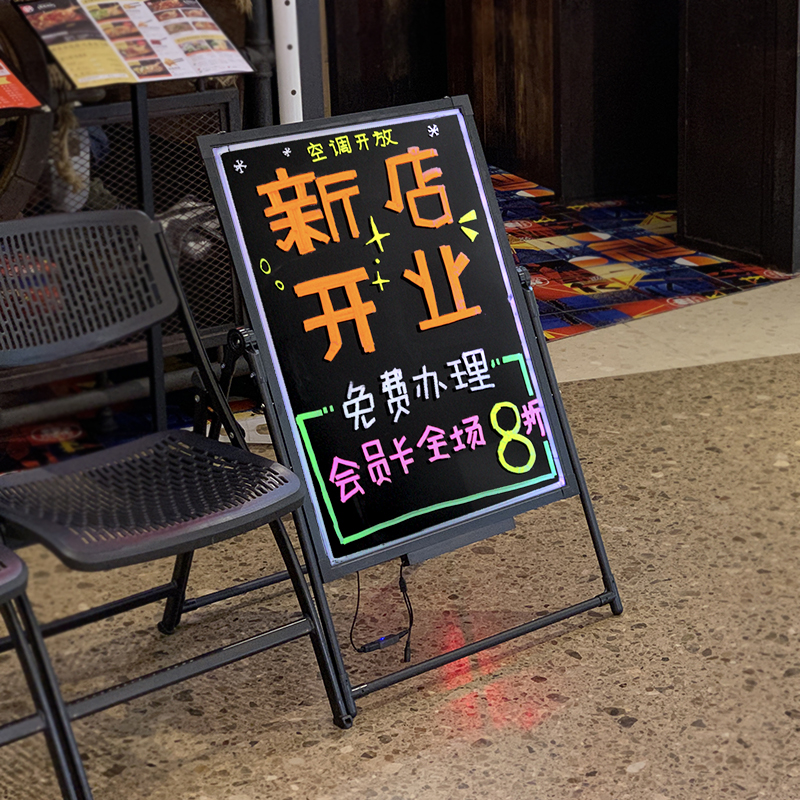 空调开放
新店
开业
免费办理
会员卡全场8折